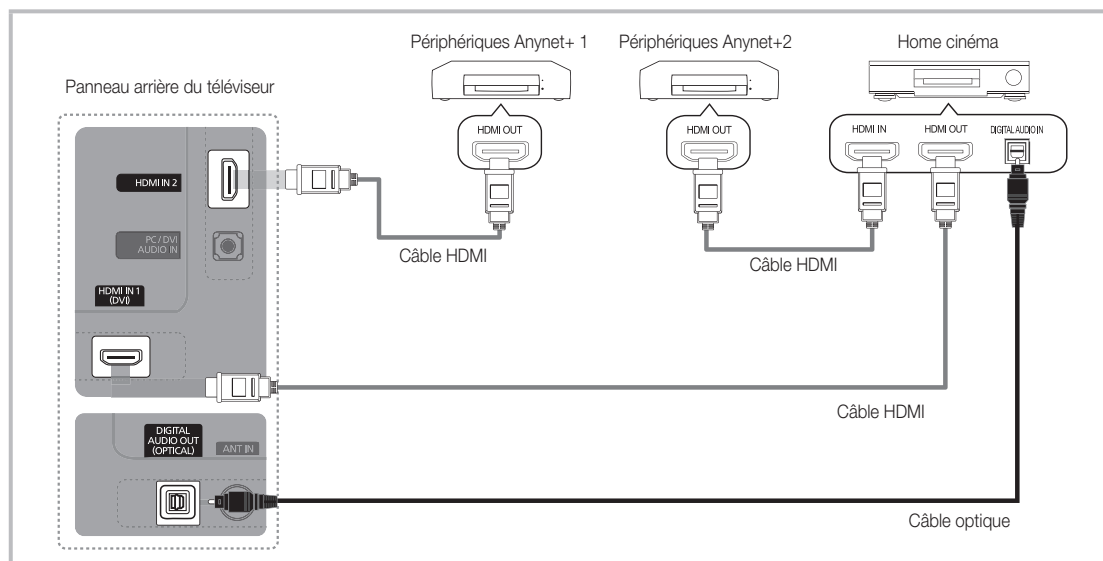 Périphériques Anynet+ 1
Périphériques Anynet+2
Home cinéma
Panneau arrière du téléviseur
HDMI OUT
HDMI OUT
HDMI IN
HDMI OUT
DIGITAL AUDIO IN
HDMI IN 2
PC / DVI
AUDIO IN
Câble HDMI
Câble HDMI
HDMI IN 1
(DVI)
Câble HDMI
DIGITAL
AUDIO OUT
(OPTICAL)
ANT IN
Câble optique